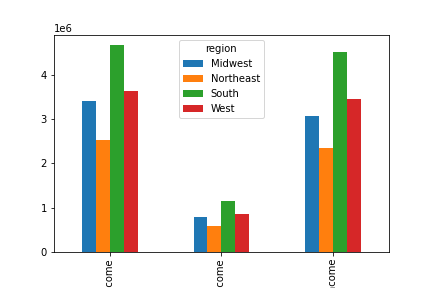 1e6
region
Midwest
Northeast
South
West
4
3
2
1
0
come
come
come